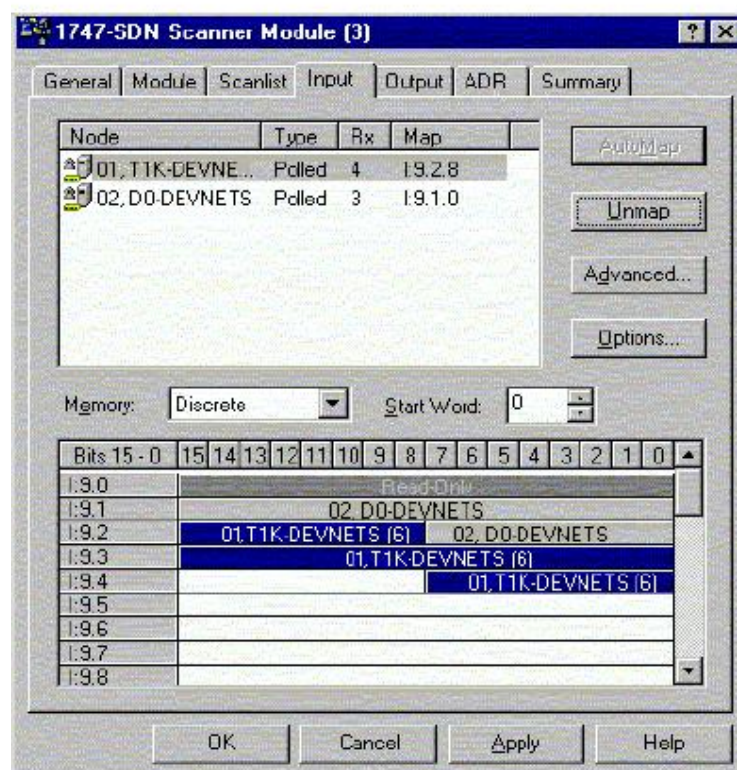 1747-SDN Scanner Module (3)
General Module Scanlist Input Output ADR Summary
Node Type Rx Map
01, T1K-DEVNE... Polled 4 I:9.2.8
02, D0-DEVNETS Polled 3 I:9.1.0
AutoMap
Unmap
Advanced...
Options...
Memory: Discrete Start Word: 0
Bits 15 - 0 15 14 13 12 11 10 9 8 7 6 5 4 3 2 1 0
I:9.0 Read-Only
I:9.1 02, D0-DEVNETS
I:9.2 01,T1K-DEVNETS (6) 02, D0-DEVNETS
I:9.3 01,T1K-DEVNETS (6)
I:9.4 01,T1K-DEVNETS (6)
I:9.5
I:9.6
I:9.7
I:9.8
OK Cancel Apply Help